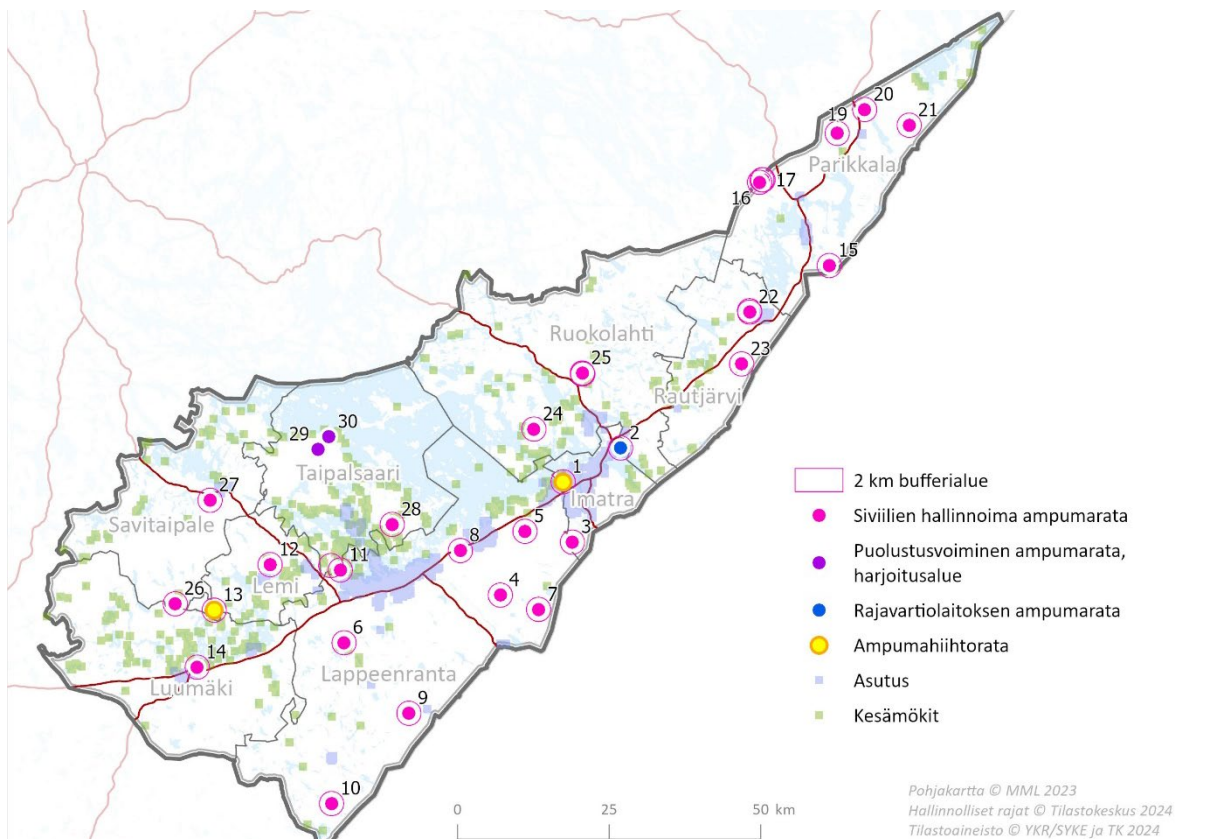 20
19
21
Parikkala
17
16
15
22
Ruokolahti
23
25
Rautjärvi
24
30
2
29
Taipalsaari
1
27
Imatra
Savitaipale
28
5
3
8
12
11
Lemi
4
26
13
7
6
14
Lappeenranta
Luumäki
9
10
2 km bufferialue
Siviilien hallinnoima ampumarata
Puolustusvoiminen ampumarata,
harjoitusalue
Rajavartiolaitoksen ampumarata
Ampumahiihtorata
Asutus
Kesämökit
0 25 50 km
Pohjakartta © MML 2023
Hallinnolliset rajat © Tilastokeskus 2024
Tilastoaineisto © YKR/SYKE ja TK 2024